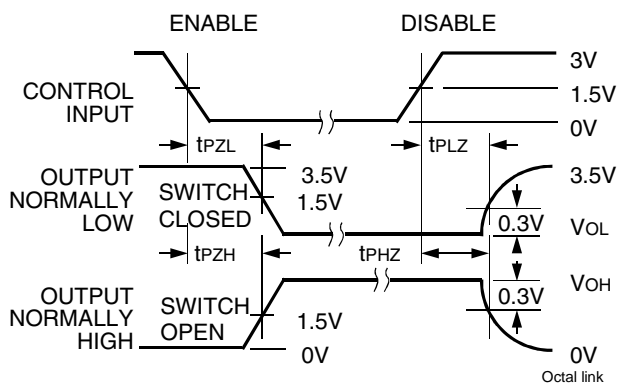 ENABLE DISABLE
3V
CONTROL
INPUT
1.5V
0V
tPZL tPLZ
OUTPUT
NORMALLY
LOW
SWITCH
CLOSED
3.5V
1.5V
3.5V
0.3V
VOL
tPZH tPHZ
OUTPUT
NORMALLY
HIGH
SWITCH
OPEN
1.5V
0V
VOH
0.3V
0V
Octal link